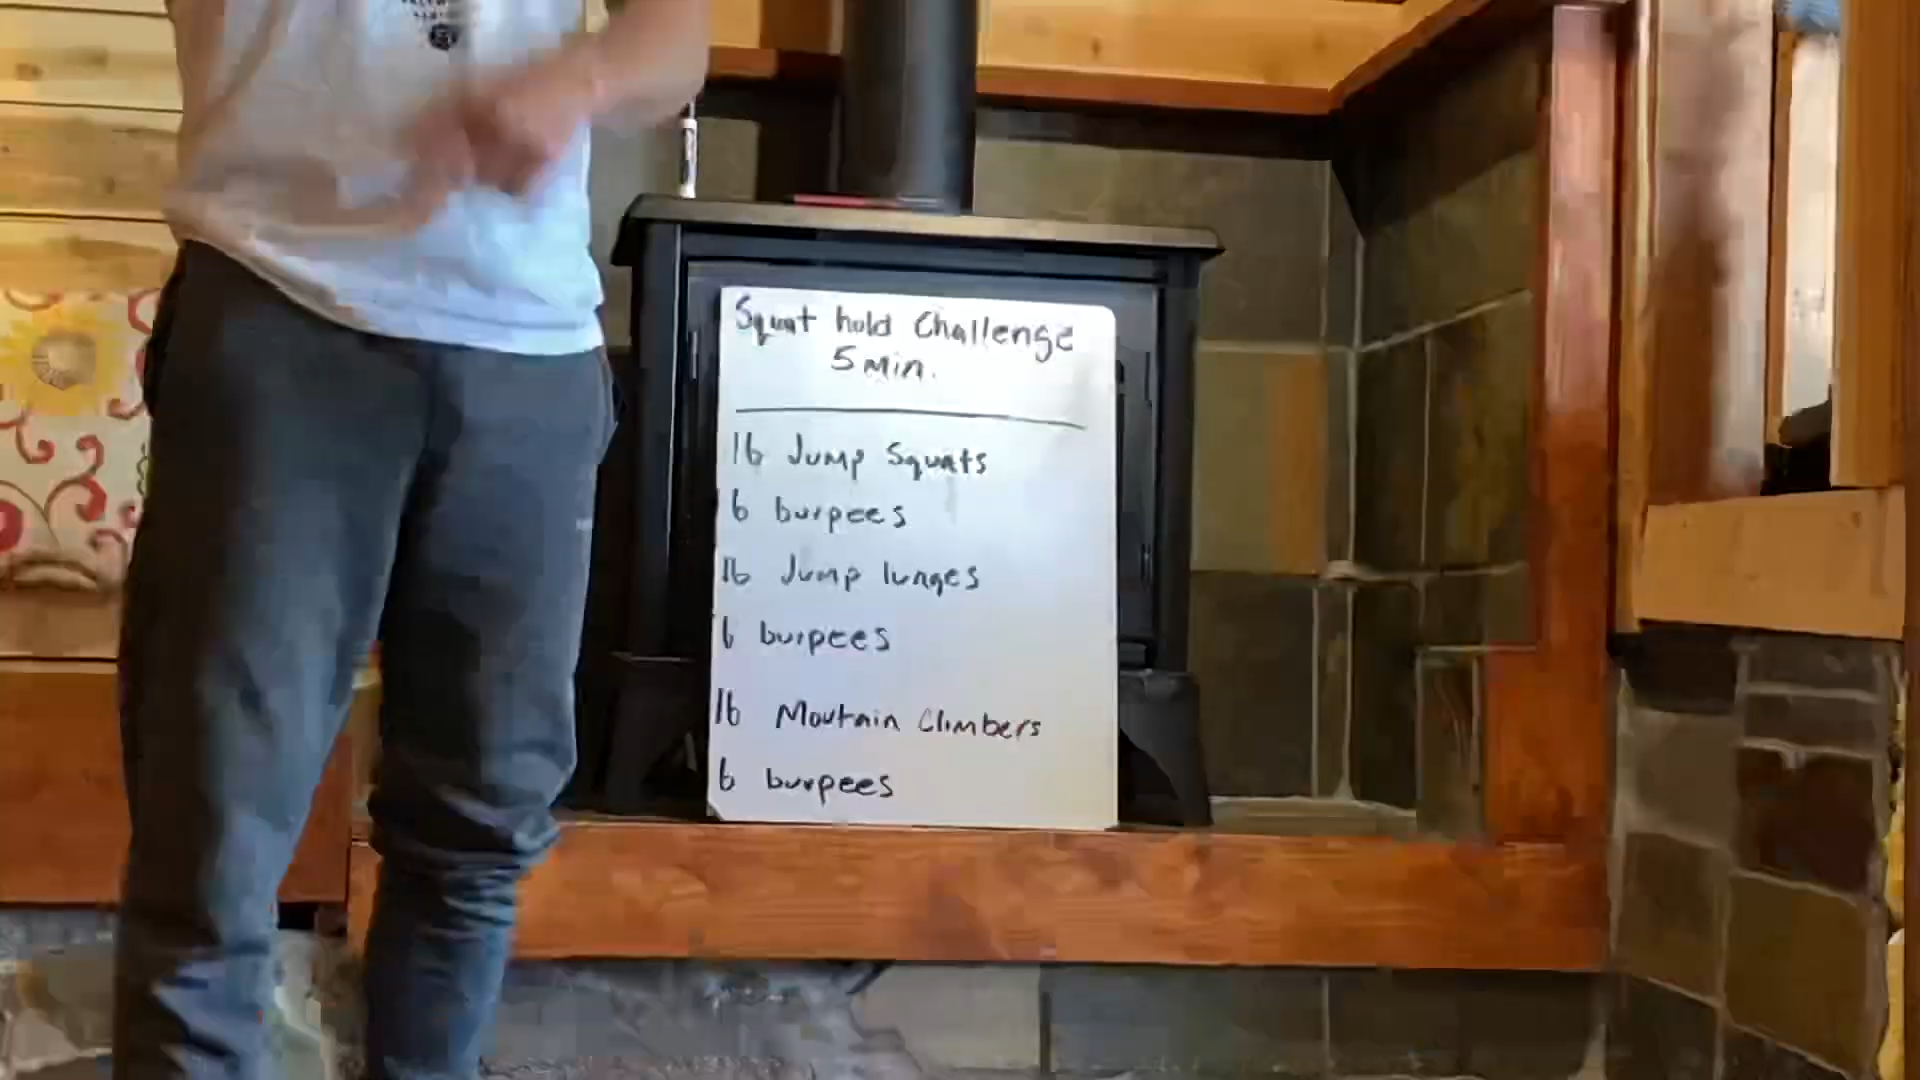 Squat hold Challenge
5 Min.
16 Jump Squats
6 burpees
16 Jump lunges
6 burpees
16 Moutain Climbers
6 burpees